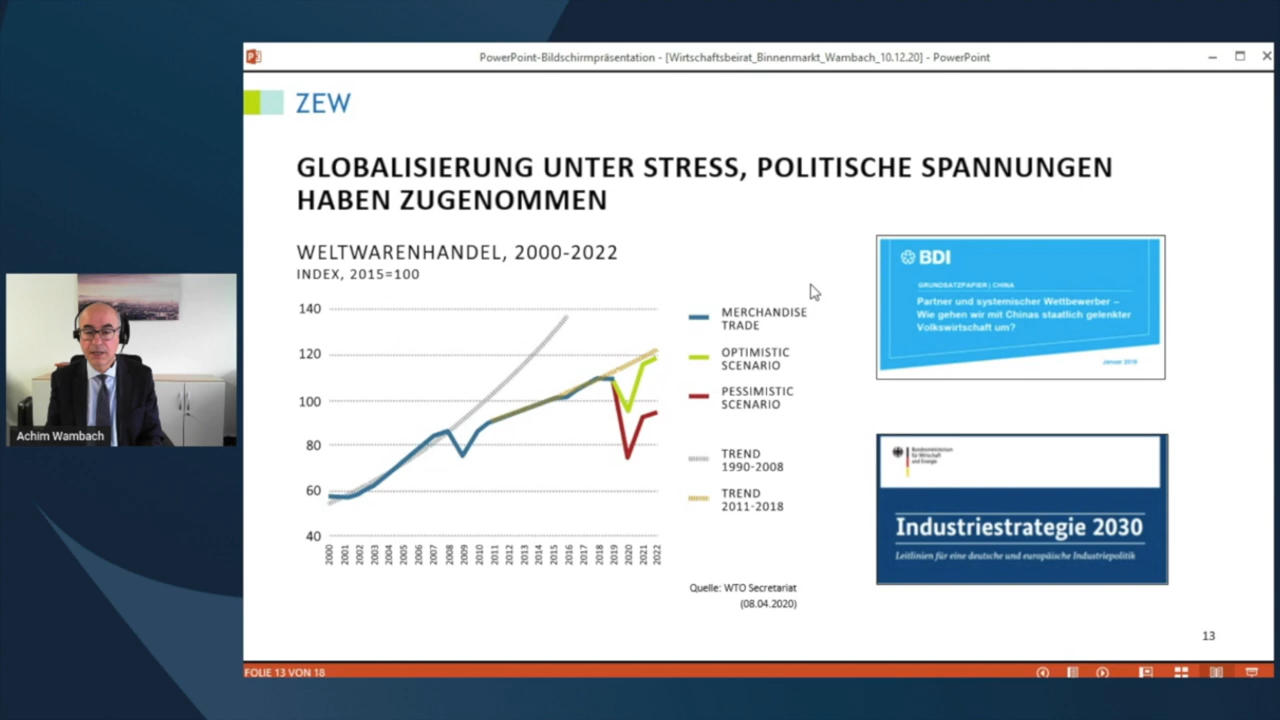 PowerPoint-Bildschirmpräsentation - [Wirtschaftsbeirat_Binnenmarkt_Wambach_10.12.20] - PowerPoint
ZEW
GLOBALISIERUNG UNTER STRESS, POLITISCHE SPANNUNGEN
HABEN ZUGENOMMEN
WELTWARENHANDEL, 2000-2022
INDEX, 2015=100
140
120
100
80
60
40
2000 2001 2002 2003 2004 2005 2006 2007 2008 2009 2010 2011 2012 2013 2014 2015 2016 2017 2018 2019 2020 2021 2022
MERCHANDISE
TRADE
OPTIMISTIC
SCENARIO
PESSIMISTIC
SCENARIO
TREND
1990-2008
TREND
2011-2018
Quelle: WTO Secretariat
(08.04.2020)
BDI
GRUNDSATZPAPIER | CHINA
Partner und systemischer Wettbewerber –
Wie gehen wir mit Chinas staatlich gelenkter
Volkswirtschaft um?
Januar 2019
Bundesministerium
für Wirtschaft
und Energie
Industriestrategie 2030
Leitlinien für eine deutsche und europäische Industriepolitik
13
FOLIE 13 VON 18
Achim Wambach